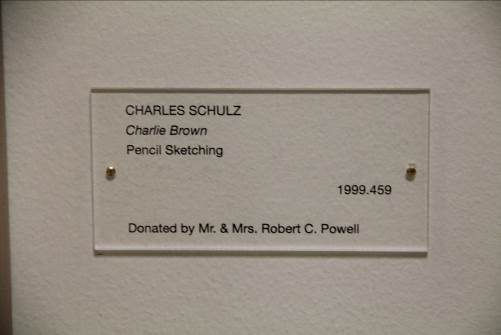 CHARLES SCHULZ
Charlie Brown
Pencil Sketching
1999.459
Donated by Mr. & Mrs. Robert C. Powell